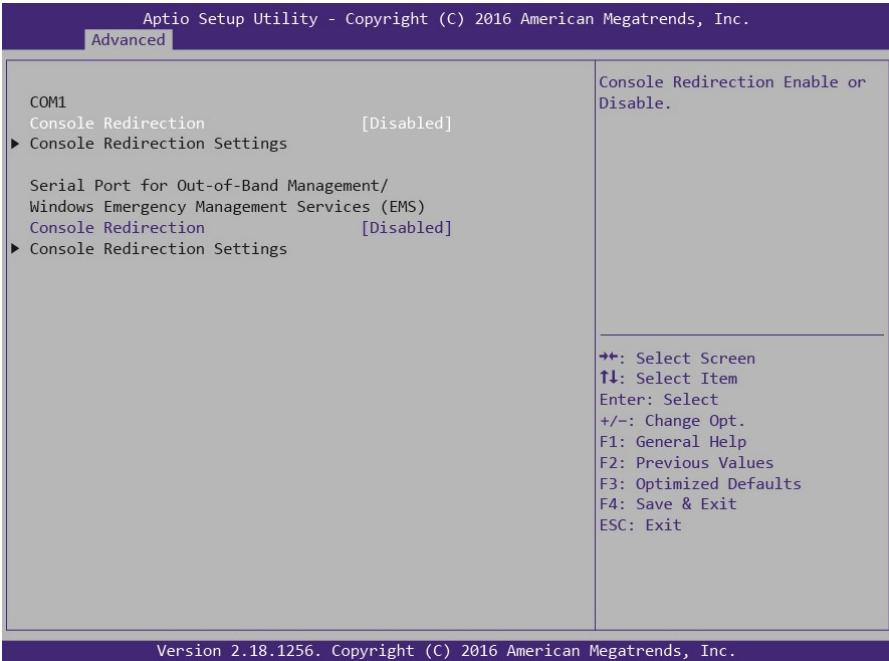 Aptio Setup Utility - Copyright (C) 2016 American Megatrends, Inc.
Advanced
COM1
Console Redirection [Disabled]
▶ Console Redirection Settings
Serial Port for Out-of-Band Management/
Windows Emergency Management Services (EMS)
Console Redirection [Disabled]
▶ Console Redirection Settings
Console Redirection Enable or
Disable.
→←: Select Screen
↑↓: Select Item
Enter: Select
+/−: Change Opt.
F1: General Help
F2: Previous Values
F3: Optimized Defaults
F4: Save & Exit
ESC: Exit
Version 2.18.1256. Copyright (C) 2016 American Megatrends, Inc.